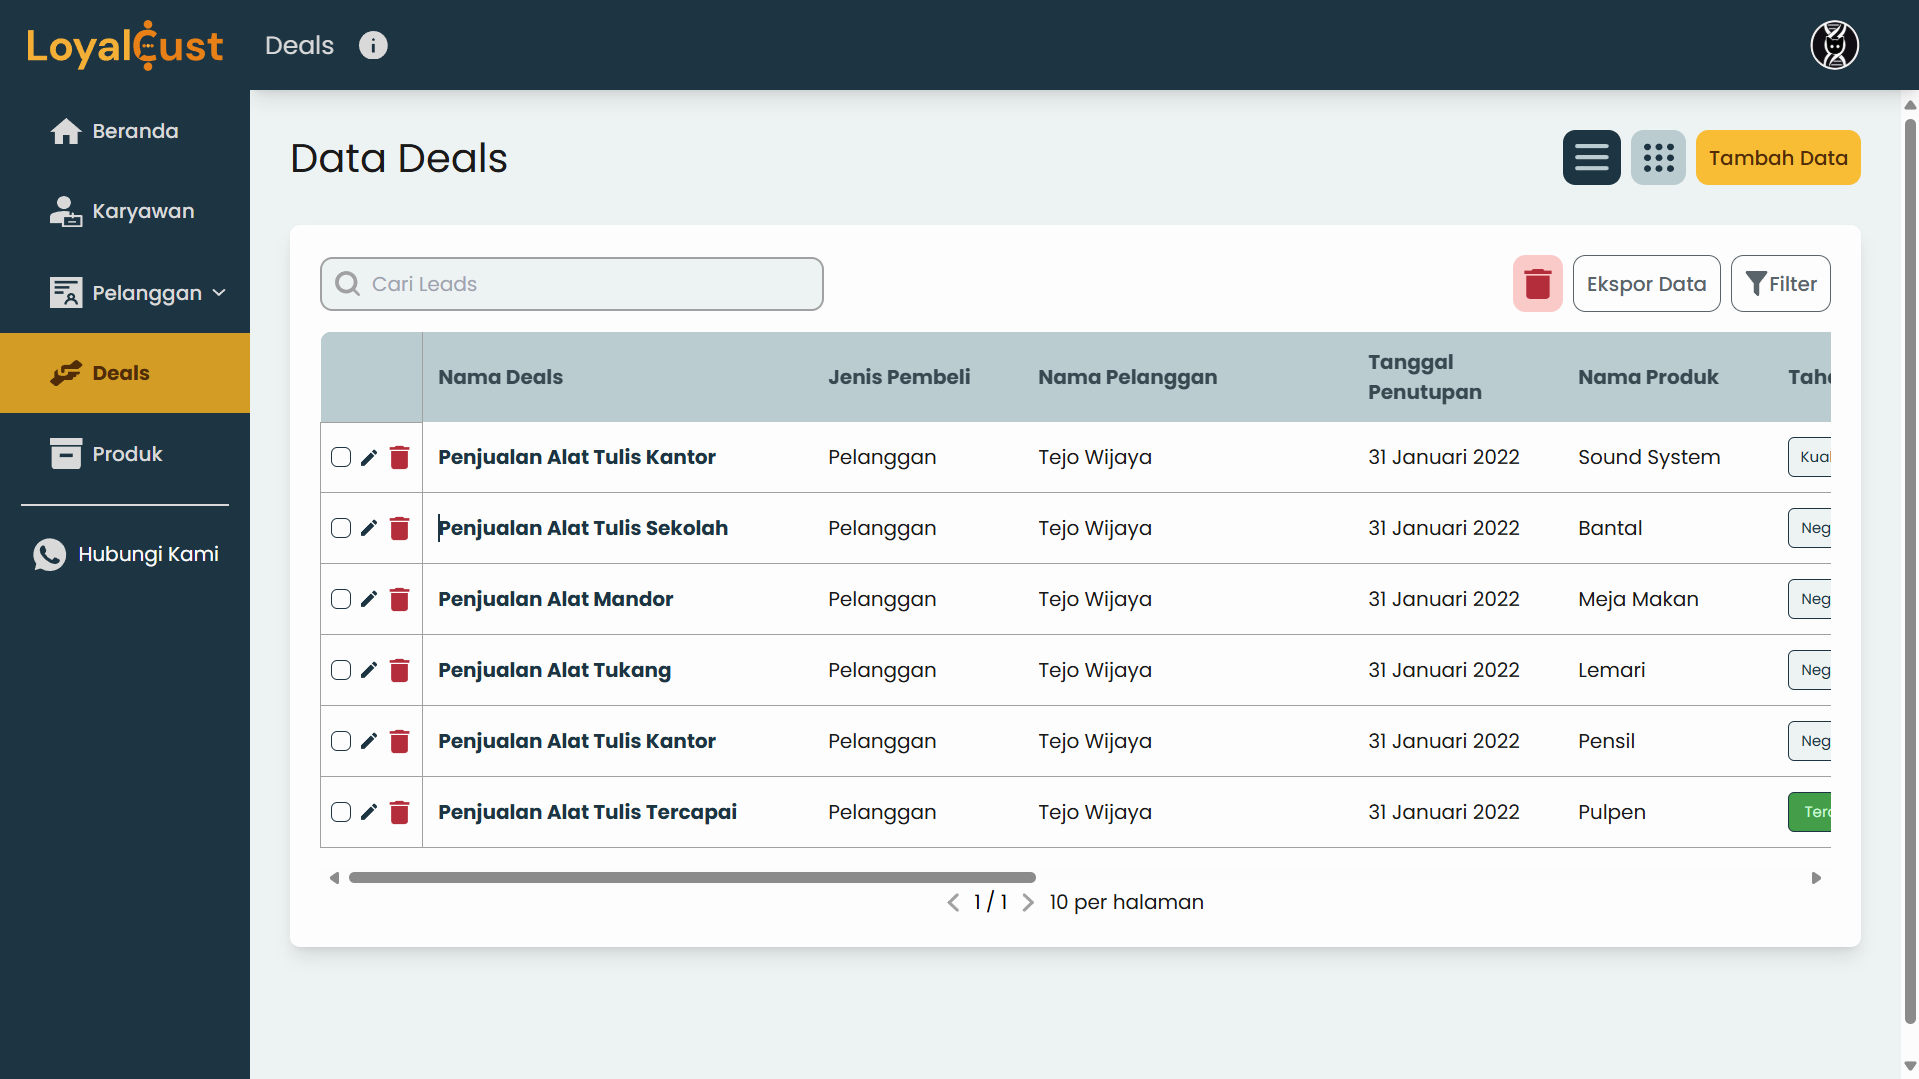 LoyalCust
Deals
Beranda
Karyawan
Pelanggan
Deals
Produk
Hubungi Kami
Data Deals
Tambah Data
Cari Leads
Ekspor Data
Filter
Nama Deals
Jenis Pembeli
Nama Pelanggan
Tanggal
Penutupan
Nama Produk
Penjualan Alat Tulis Kantor Pelanggan Tejo Wijaya 31 Januari 2022 Sound System
Penjualan Alat Tulis Sekolah Pelanggan Tejo Wijaya 31 Januari 2022 Bantal Neg
Penjualan Alat Mandor Pelanggan Tejo Wijaya 31 Januari 2022 Meja Makan Neg
Penjualan Alat Tukang Pelanggan Tejo Wijaya 31 Januari 2022 Lemari Neg
Penjualan Alat Tulis Kantor Pelanggan Tejo Wijaya 31 Januari 2022 Pensil Neg
Penjualan Alat Tulis Tercapai Pelanggan Tejo Wijaya 31 Januari 2022 Pulpen
1 / 1
10 per halaman